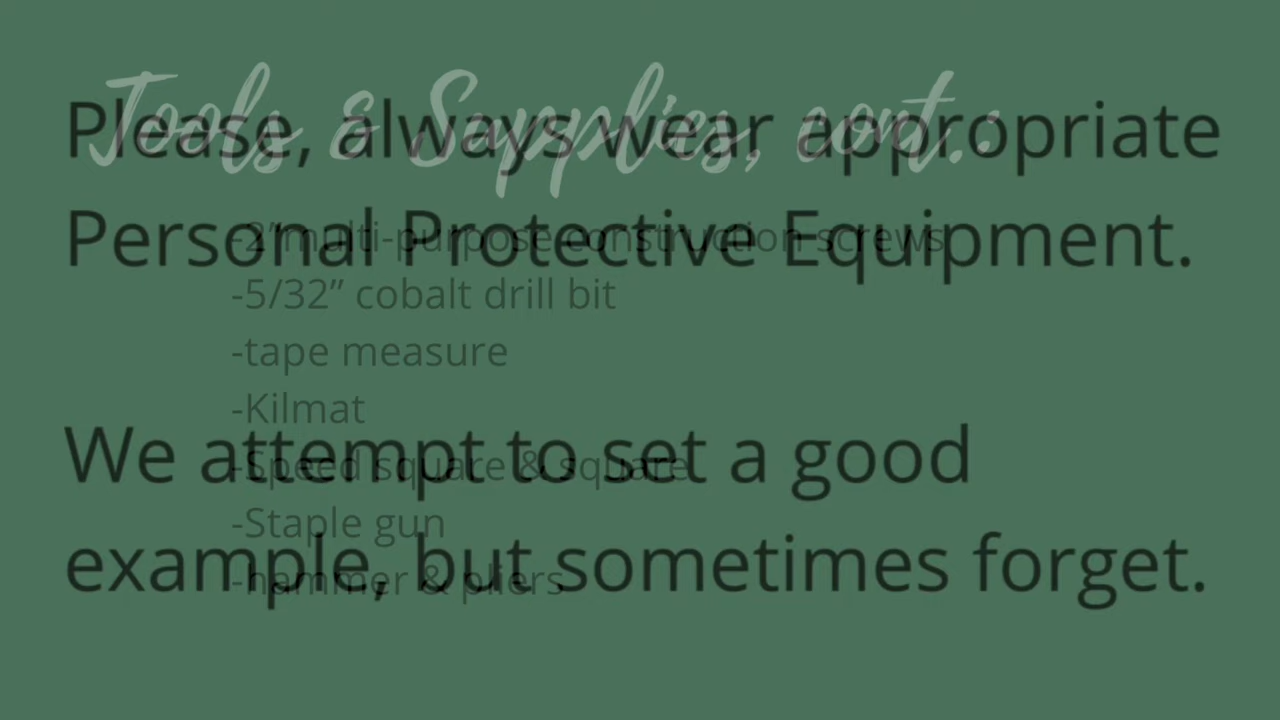 Tools & Supplies, cont.:
-2” multi-purpose construction screws
-5/32” cobalt drill bit
-tape measure
-Kilmat
-Speed square & square
-Staple gun
-hammer & pliers
Please, always wear appropriate
Personal Protective Equipment.
We attempt to set a good
example, but sometimes forget.